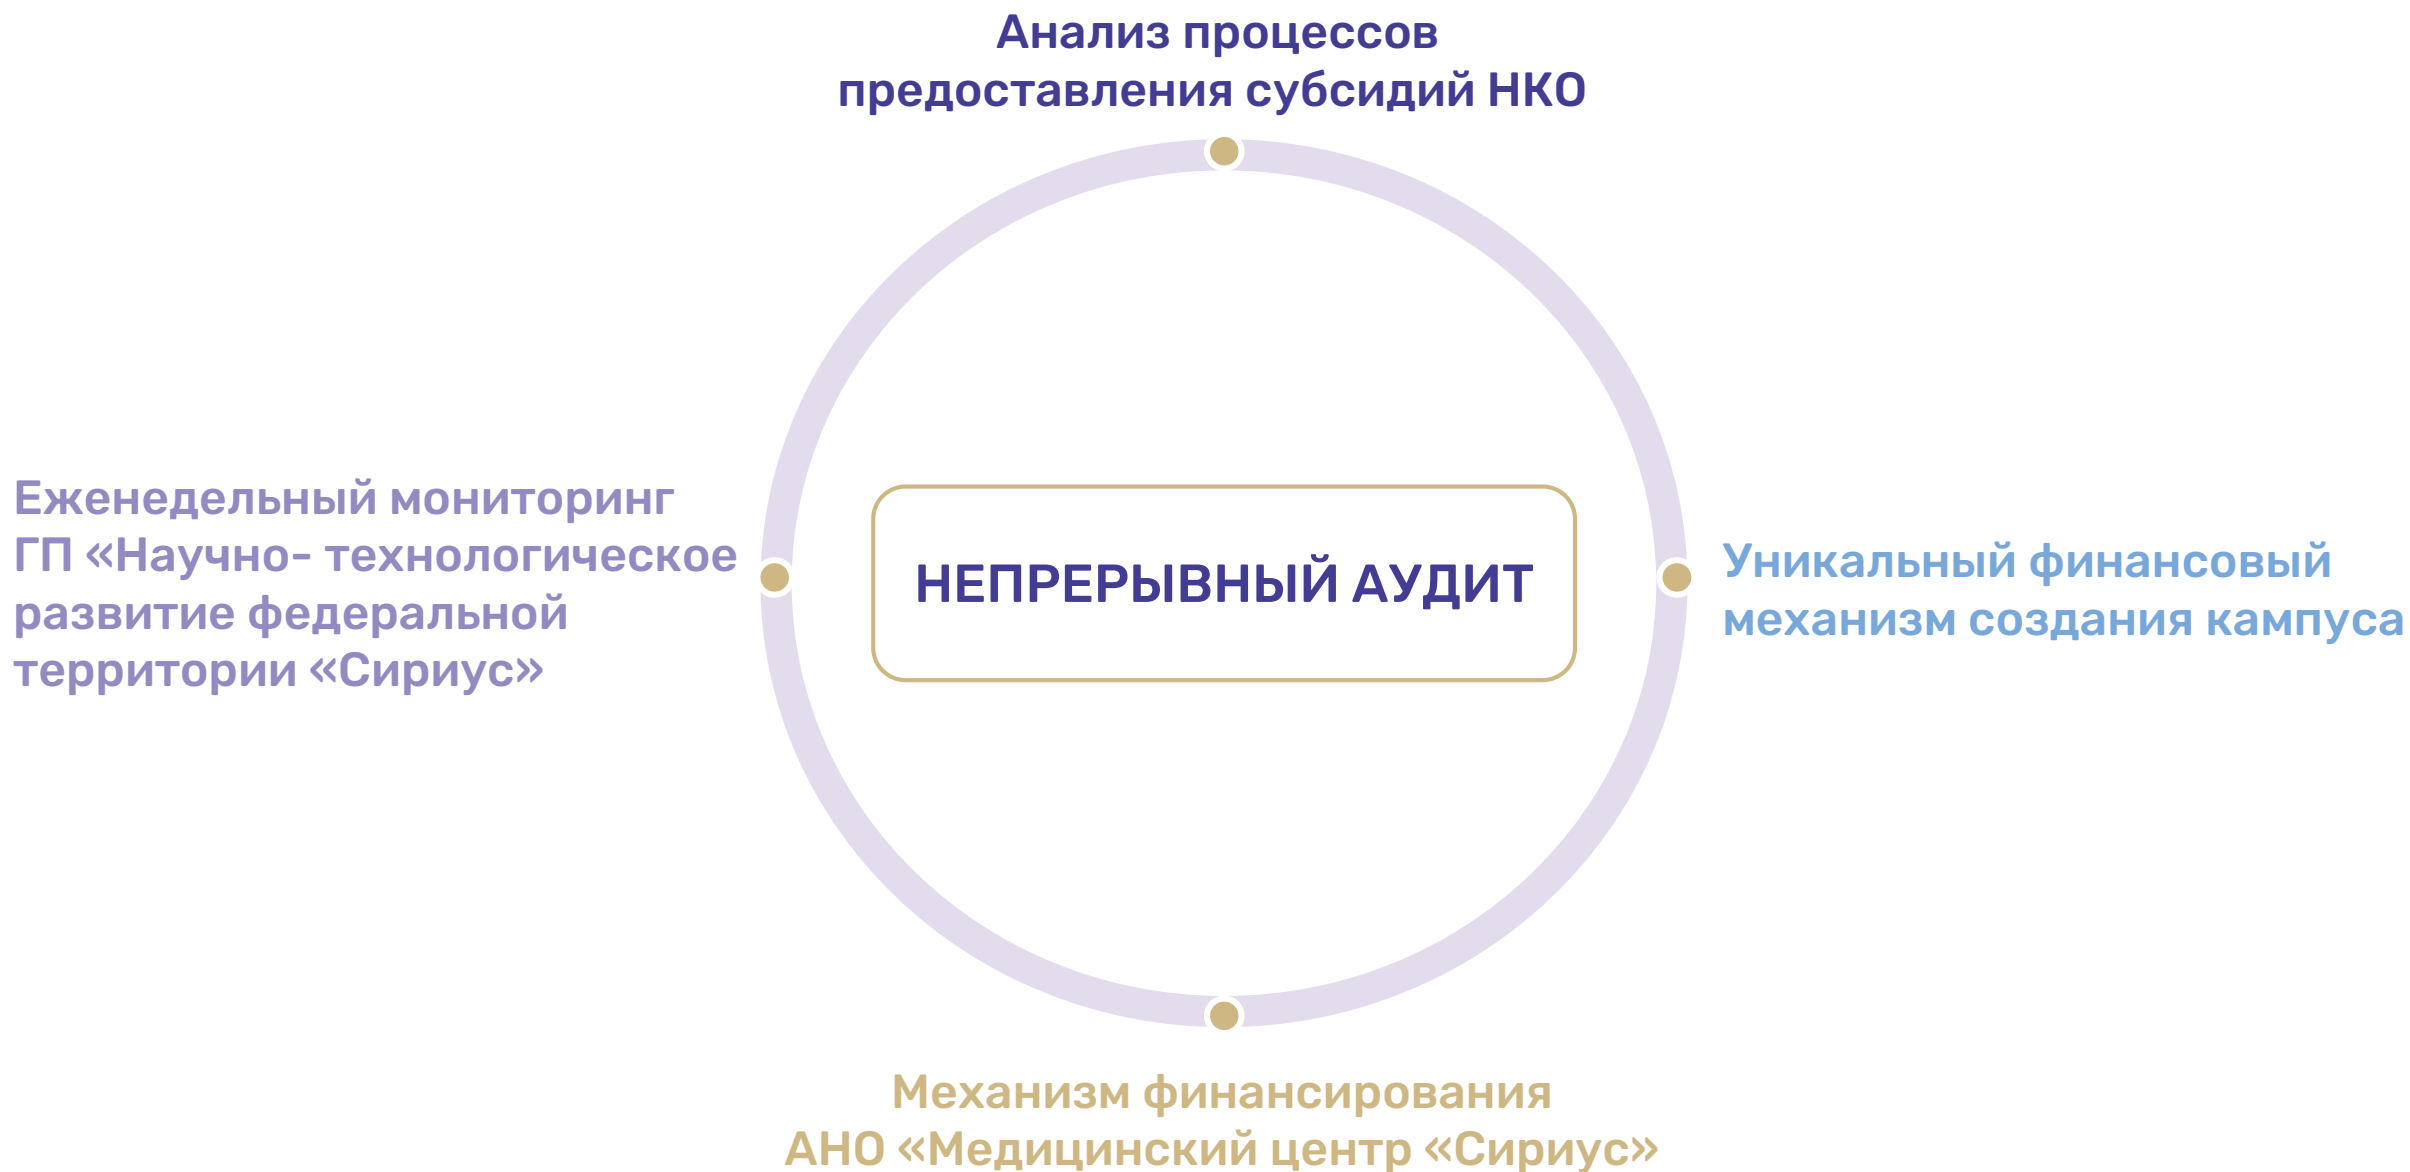 Анализ процессов
предоставления субсидий НКО
Еженедельный мониторинг
ГП «Научно- технологическое
развитие федеральной
территории «Сириус»
НЕПРЕРЫВНЫЙ АУДИТ
Уникальный финансовый
механизм создания кампуса
Механизм финансирования
АНО «Медицинский центр «Сириус»